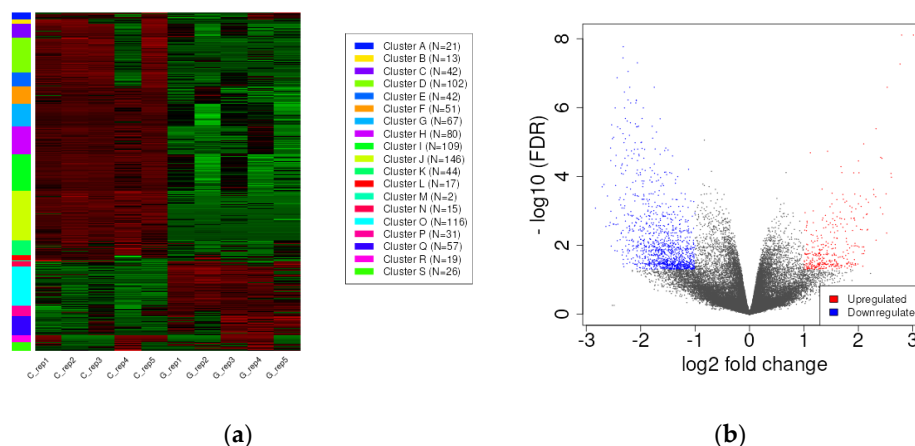 Cluster A (N=21)
Cluster B (N=13)
Cluster C (N=42)
Cluster D (N=102)
Cluster E (N=42)
Cluster F (N=51)
Cluster G (N=67)
Cluster H (N=80)
Cluster I (N=109)
Cluster J (N=146)
Cluster K (N=44)
Cluster L (N=17)
Cluster M (N=2)
Cluster N (N=15)
Cluster O (N=116)
Cluster P (N=31)
Cluster Q (N=57)
Cluster R (N=19)
Cluster S (N=26)
C_rep1 C_rep2 C_rep3 C_rep4 C_rep5 G_rep1 G_rep2 G_rep3 G_rep4 G_rep5
(a)
- log10 (FDR)
8
6
4
2
0
Upregulated
Downregulate
-3 -2 -1 0 1 2 3
log2 fold change
(b)